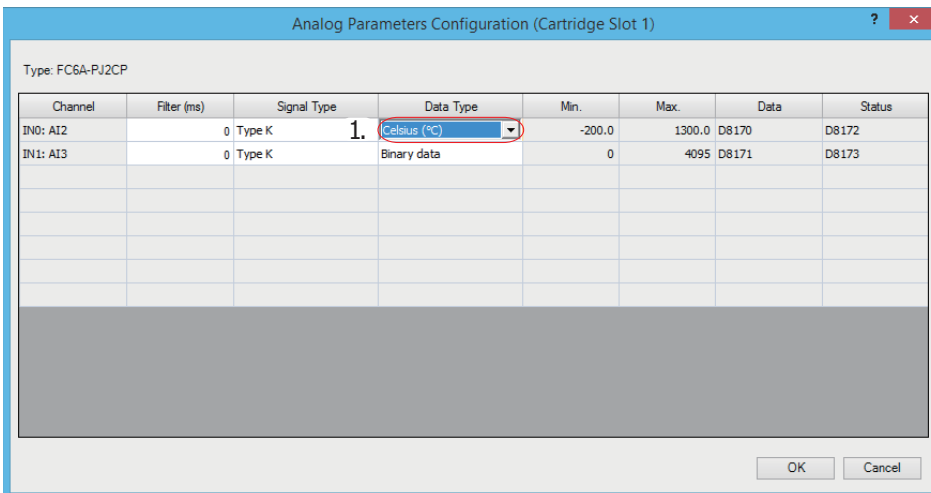 Analog Parameters Configuration (Cartridge Slot 1)
? ×
Type: FC6A-PJ2CP
Channel Filter (ms) Signal Type Data Type Min. Max. Data Status
IN0: AI2 0 Type K 1. Celsius (°C) -200.0 1300.0 D8170 D8172
IN1: AI3 0 Type K Binary data 0 4095 D8171 D8173
OK Cancel